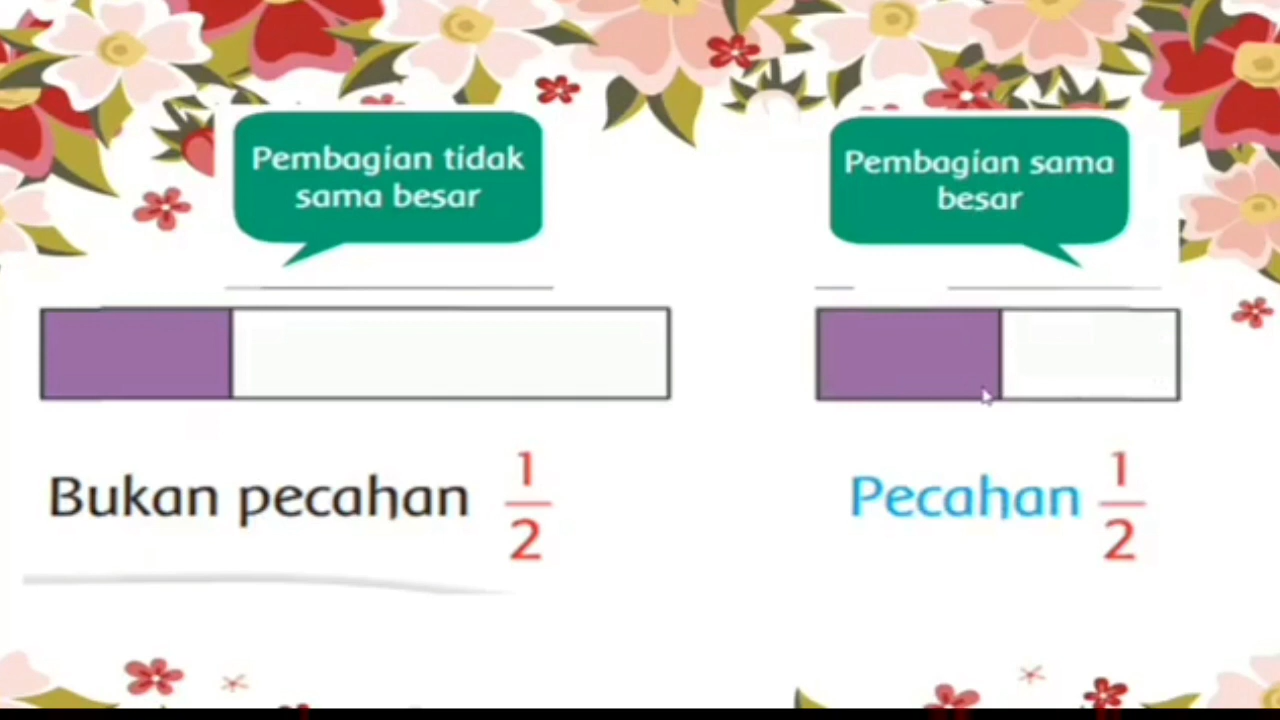 Pembagian tidak
sama besar
Pembagian sama
besar
Bukan pecahan 1/2
Pecahan 1/2